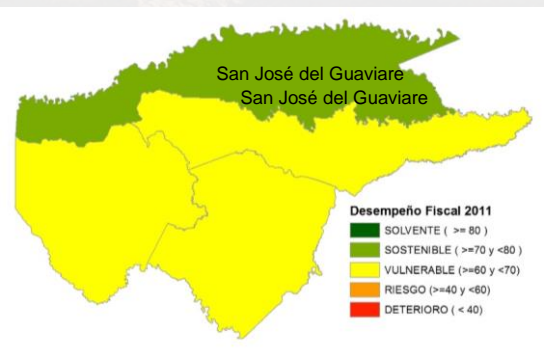 San José del Guaviare
San José del Guaviare
Desempeño Fiscal 2011
SOLVENTE ( >= 80 )
SOSTENIBLE ( >=70 y <80 )
VULNERABLE (>=60 y <70)
RIESGO (>=40 y <60)
DETERIORO ( < 40)